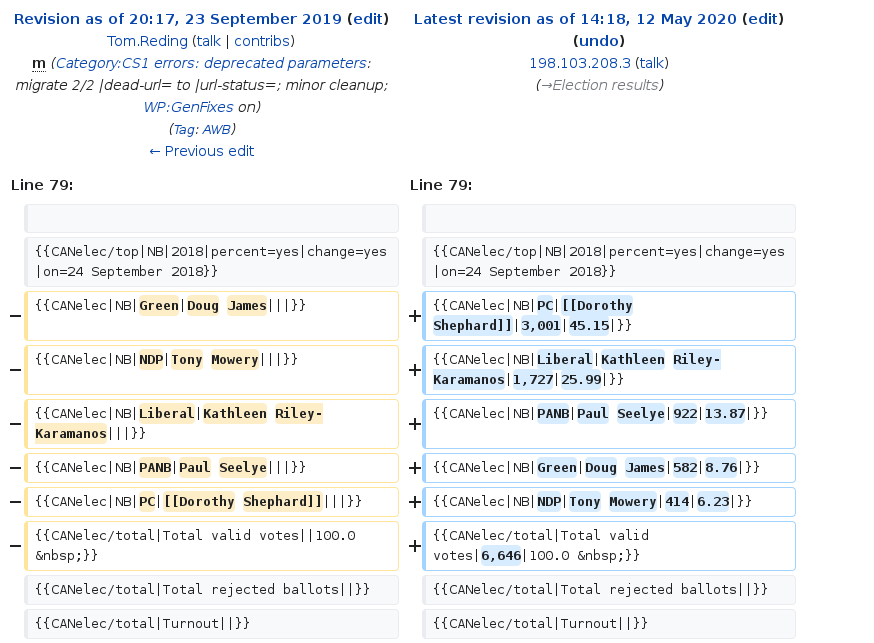 Revision as of 20:17, 23 September 2019 (edit)
Tom.Reding (talk | contribs)
m (Category:CS1 errors: deprecated parameters:
migrate 2/2 |dead-url= to |url-status=; minor cleanup;
WP:GenFixes on)
(Tag: AWB)
← Previous edit
Latest revision as of 14:18, 12 May 2020 (edit)
(undo)
198.103.208.3 (talk)
(→Election results)
Line 79:
Line 79:
{{CANelec/top|NB|2018|percent=yes|change=yes
|on=24 September 2018}}
{{CANelec/top|NB|2018|percent=yes|change=yes
|on=24 September 2018}}
− {{CANelec|NB|Green|Doug James|||}}
+ {{CANelec|NB|PC|[[Dorothy
Shephard]]|3,001|45.15|}}
− {{CANelec|NB|NDP|Tony Mowery|||}}
+ {{CANelec|NB|Liberal|Kathleen Riley-
Karamanos|1,727|25.99|}}
− {{CANelec|NB|Liberal|Kathleen Riley-
Karamanos|||}}
+ {{CANelec|NB|PANB|Paul Seelye|922|13.87|}}
− {{CANelec|NB|PANB|Paul Seelye|||}}
+ {{CANelec|NB|Green|Doug James|582|8.76|}}
− {{CANelec|NB|PC|[[Dorothy Shephard]]|||}}
+ {{CANelec|NB|NDP|Tony Mowery|414|6.23|}}
− {{CANelec/total|Total valid votes||100.0
&nbsp;}}
+ {{CANelec/total|Total valid
votes|6,646|100.0 &nbsp;}}
{{CANelec/total|Total rejected ballots||}}
{{CANelec/total|Total rejected ballots||}}
{{CANelec/total|Turnout||}}
{{CANelec/total|Turnout||}}